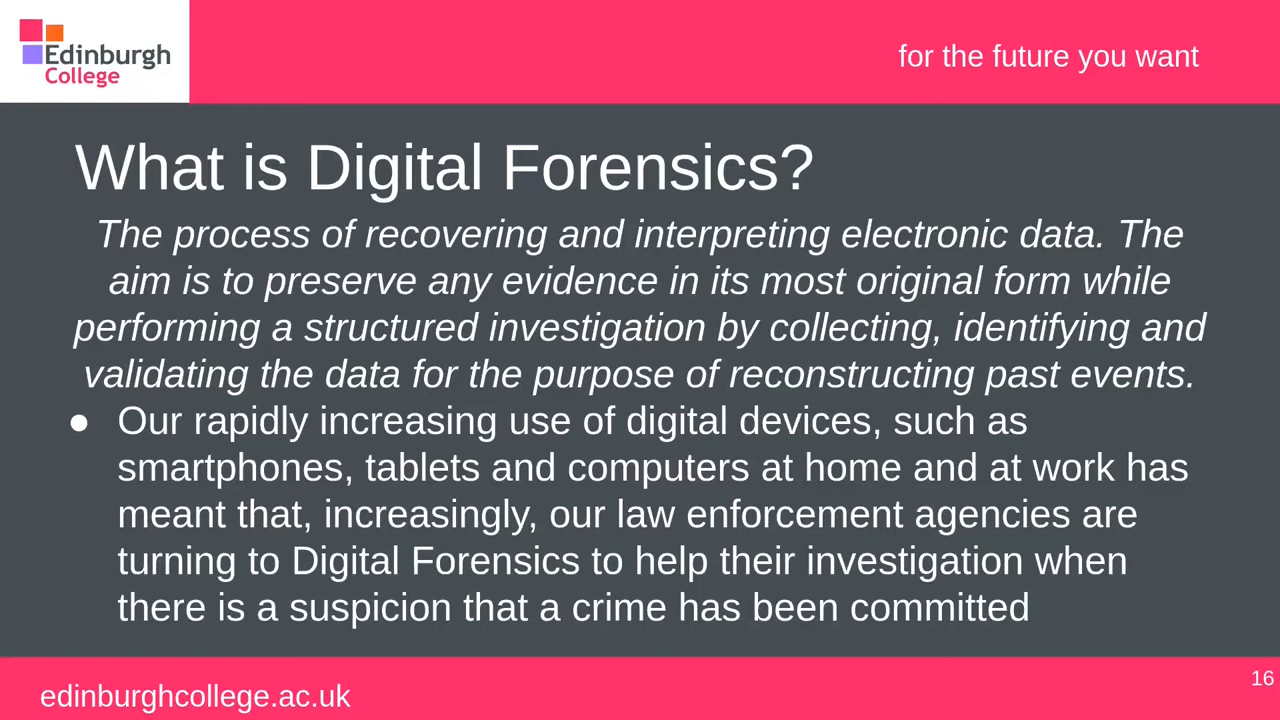 Edinburgh
College
for the future you want
What is Digital Forensics?
The process of recovering and interpreting electronic data. The
aim is to preserve any evidence in its most original form while
performing a structured investigation by collecting, identifying and
validating the data for the purpose of reconstructing past events.
● Our rapidly increasing use of digital devices, such as
smartphones, tablets and computers at home and at work has
meant that, increasingly, our law enforcement agencies are
turning to Digital Forensics to help their investigation when
there is a suspicion that a crime has been committed
16
edinburghcollege.ac.uk